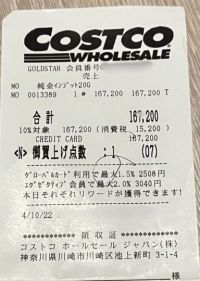 COSTCO
WHOLESALE
GOLDSTAR 会員番号
売上
MO 純金インゴット20G
MO 0013389 1 # 167,200 167,200 T
合計 167,200
10%対象 167,200 (消費税 15,200 )
CREDIT CARD 167,200
<N> 御買上げ点数 : 1 (07)
グローバルカード利用で最大1.5% 2508円
エグゼクティブ会員で最大2.0% 3040円
本日それぞれリワードが獲得できます!
4/10/22
＊＊＊＊＊＊＊＊＊＊＊＊＊＊＊
領収証
コストコ ホールセール ジャパン(株)
神奈川県川崎市川崎区池上新町 3-1-4
様